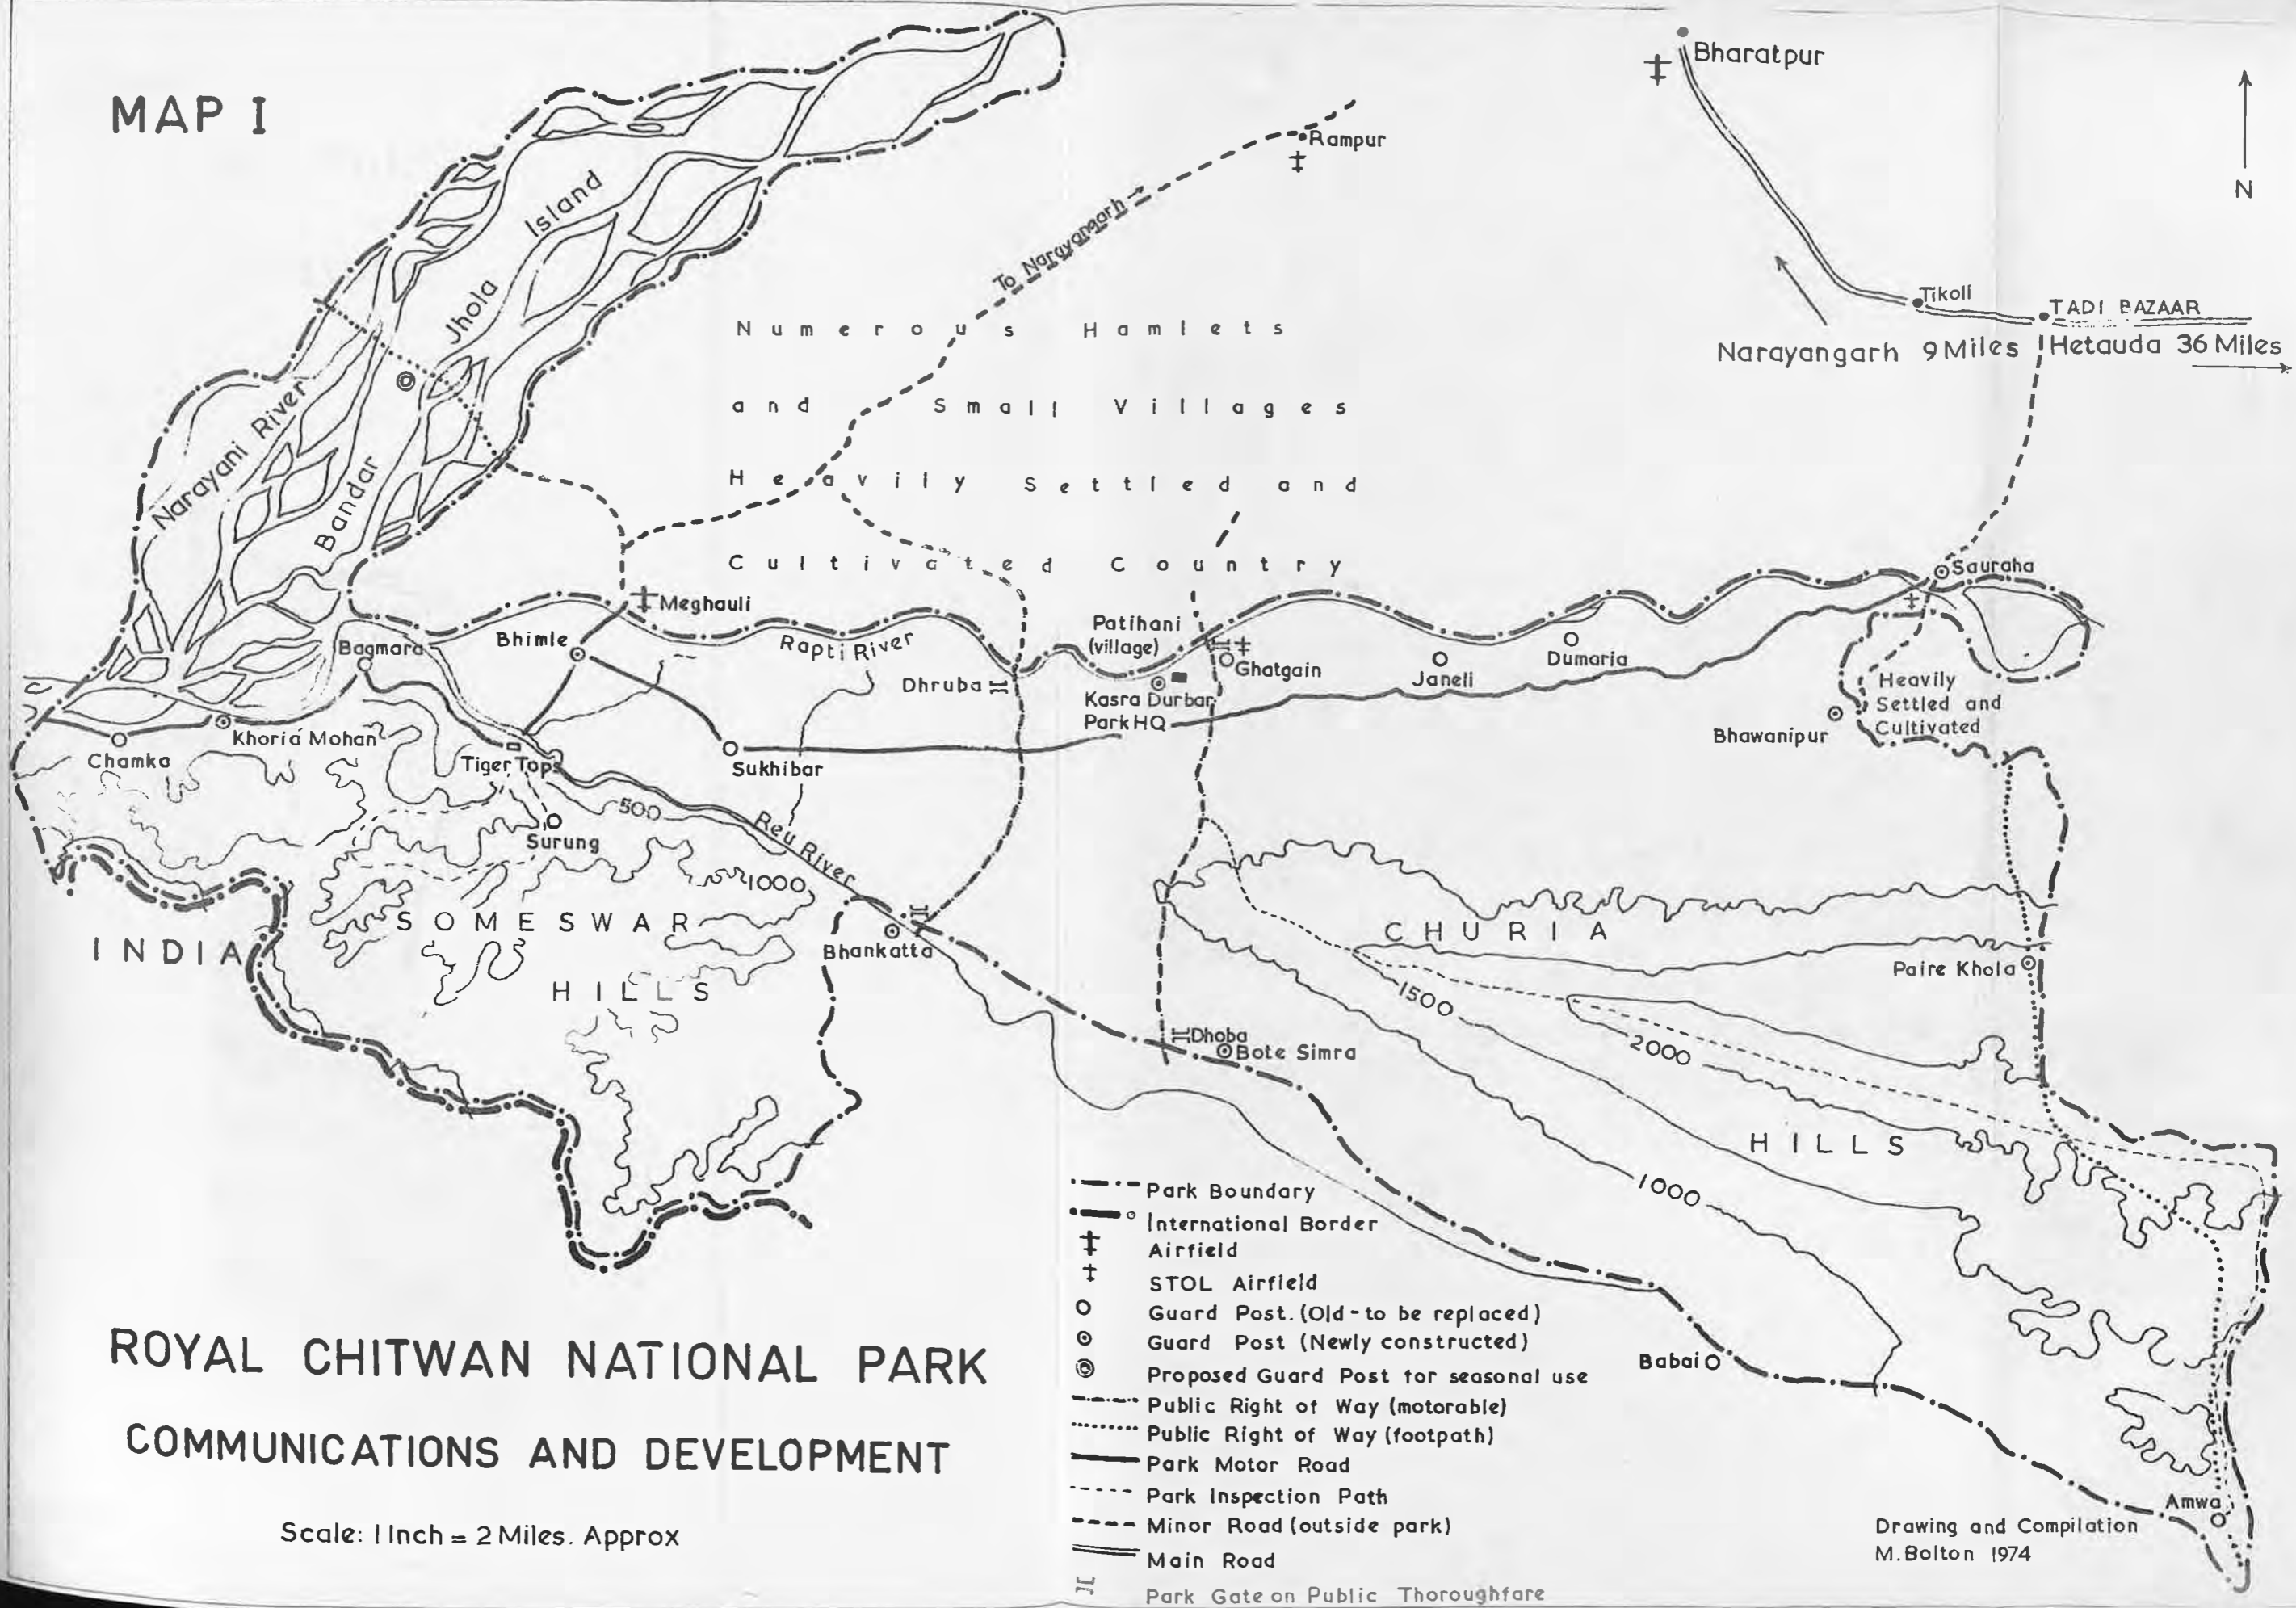 MAP I
Bharatpur
Rampur
N
Island
To Narayangarh
Jhola
Tikoli
TADI BAZAAR
Narayangarh 9 Miles
Hetauda 36 Miles
Numerous Hamlets
and Small Villages
Heavily Settled and
Cultivated Country
Narayani River
Bandar
Sauraha
Meghauli
Bhimle
Rapti River
Patihani
(village)
Bagmara
Ghatgain
Janeli
Dumaria
Dhruba
Kasra Durbar
Park HQ
Heavily
Settled and
Cultivated
Bhawanipur
Khoria Mohan
Chamka
Tiger Tops
Sukhibar
500
Surung
Reu River
1000
SOMESWAR
HILLS
INDIA
Bhankatta
CHURIA
Paire Khola
1500
Dhoba
Bote Simra
2000
HILLS
1000
Babai
Amwa
Park Boundary
International Border
Airfield
STOL Airfield
Guard Post. (Old - to be replaced)
Guard Post (Newly constructed)
Proposed Guard Post for seasonal use
Public Right of Way (motorable)
Public Right of Way (footpath)
Park Motor Road
Park Inspection Path
Minor Road (outside park)
Main Road
Park Gate on Public Thoroughfare
ROYAL CHITWAN NATIONAL PARK
COMMUNICATIONS AND DEVELOPMENT
Scale: 1 Inch = 2 Miles. Approx
Drawing and Compilation
M. Bolton 1974